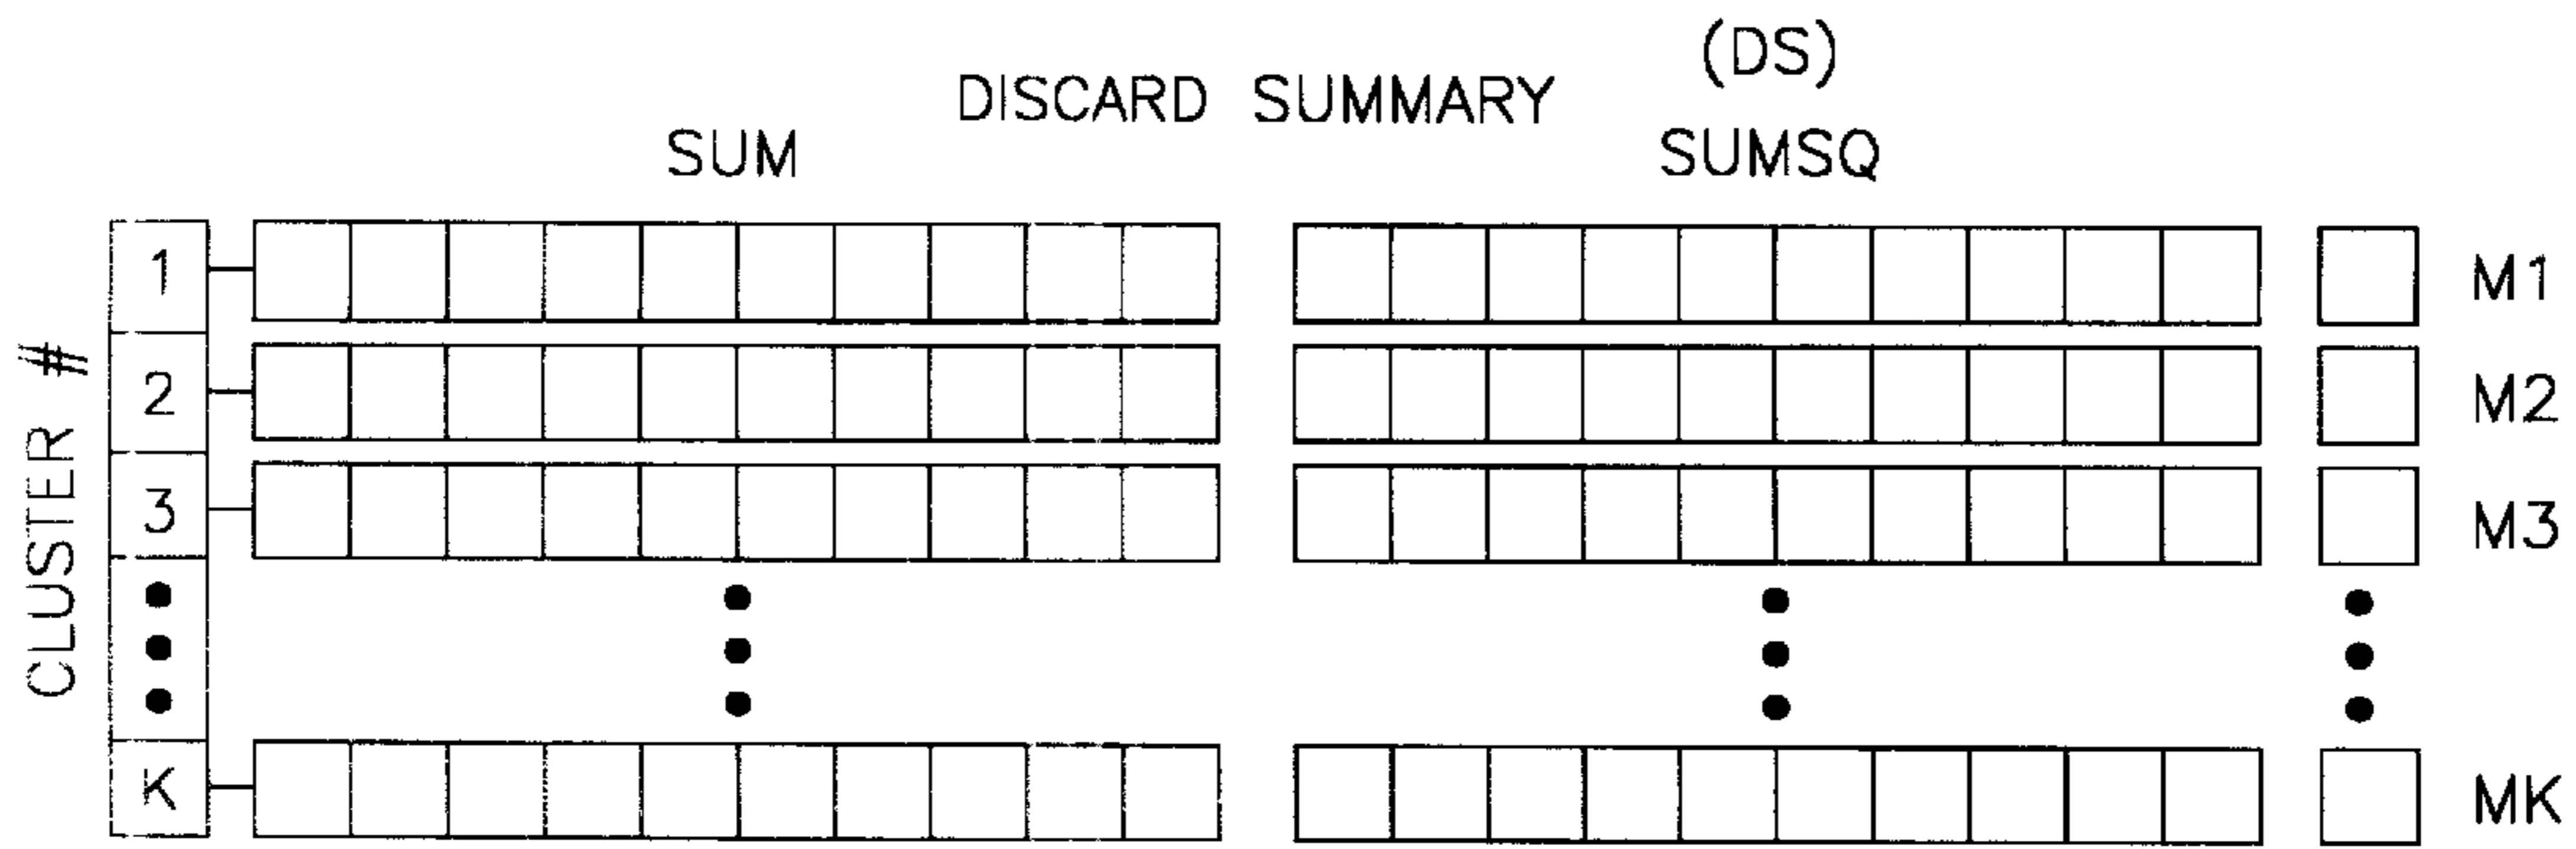 (DS)
DISCARD SUMMARY
SUM
SUMSQ
CLUSTER #
1
M1
2
M2
3
M3
K
MK